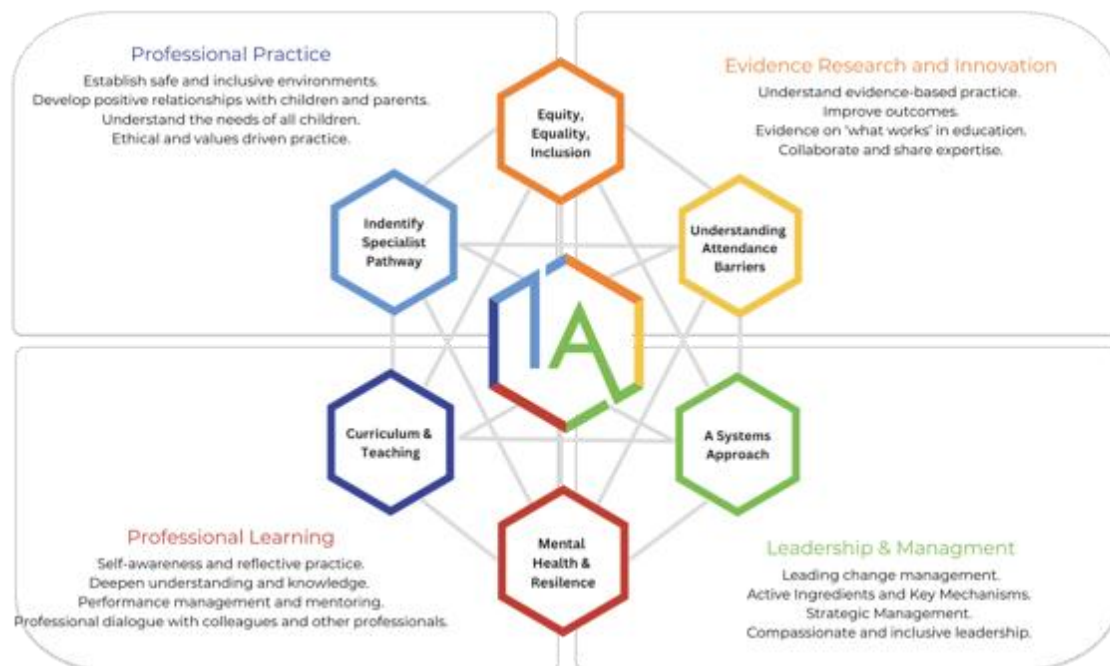 Professional Practice
Establish safe and inclusive environments.
Develop positive relationships with children and parents.
Understand the needs of all children.
Ethical and values driven practice.
Evidence Research and Innovation
Understand evidence-based practice.
Improve outcomes.
Evidence on 'what works' in education.
Collaborate and share expertise.
Equity,
Equality,
Inclusion
Indentify
Specialist
Pathway
Understanding
Attendance
Barriers
1A
Curriculum &
Teaching
A Systems
Approach
Mental
Health &
Resilence
Professional Learning
Self-awareness and reflective practice.
Deepen understanding and knowledge.
Performance management and mentoring.
Professional dialogue with colleagues and other professionals.
Leadership & Managment
Leading change management.
Active Ingredients and Key Mechanisms.
Strategic Management.
Compassionate and inclusive leadership.